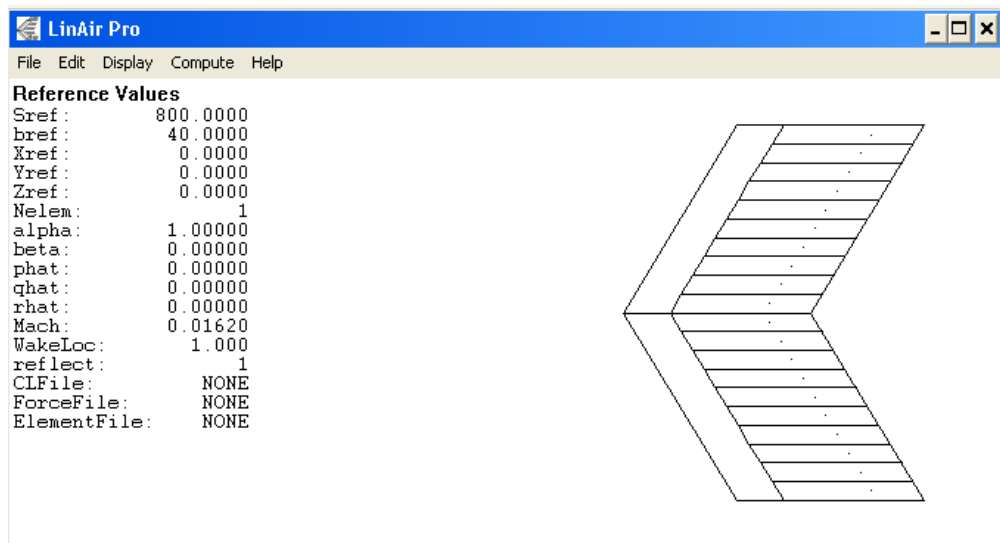 LinAir Pro
File Edit Display Compute Help
Reference Values
Sref: 800.0000
bref: 40.0000
Xref: 0.0000
Yref: 0.0000
Zref: 0.0000
Nelem: 1
alpha: 1.00000
beta: 0.00000
phat: 0.00000
qhat: 0.00000
rhat: 0.00000
Mach: 0.01620
WakeLoc: 1.000
reflect: 1
CLFile: NONE
ForceFile: NONE
ElementFile: NONE